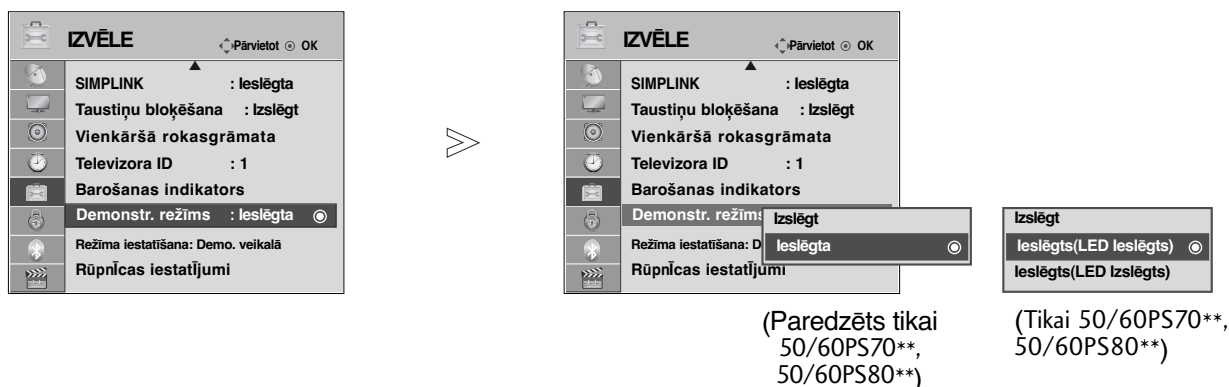 IZVĒLE
Pārvietot OK
SIMPLINK : Ieslēgta
Taustiņu bloķēšana : Izslēgt
Vienkāršā rokasgrāmata
Televizora ID : 1
Barošanas indikators
Demonstr. režīms : Ieslēgta
Režīma iestatīšana: Demo. veikalā
RūpnĪcas iestatĪjumi
IZVĒLE
Pārvietot OK
SIMPLINK : Ieslēgta
Taustiņu bloķēšana : Izslēgt
Vienkāršā rokasgrāmata
Televizora ID : 1
Barošanas indikators
Demonstr. režīms
Režīma iestatīšana: D
RūpnĪcas iestatĪjumi
Izslēgt
Ieslēgta
(Paredzēts tikai
50/60PS70**,
50/60PS80**)
Izslēgt
Ieslēgts(LED Ieslēgts)
Ieslēgts(LED Izslēgts)
(Tikai 50/60PS70**,
50/60PS80**)